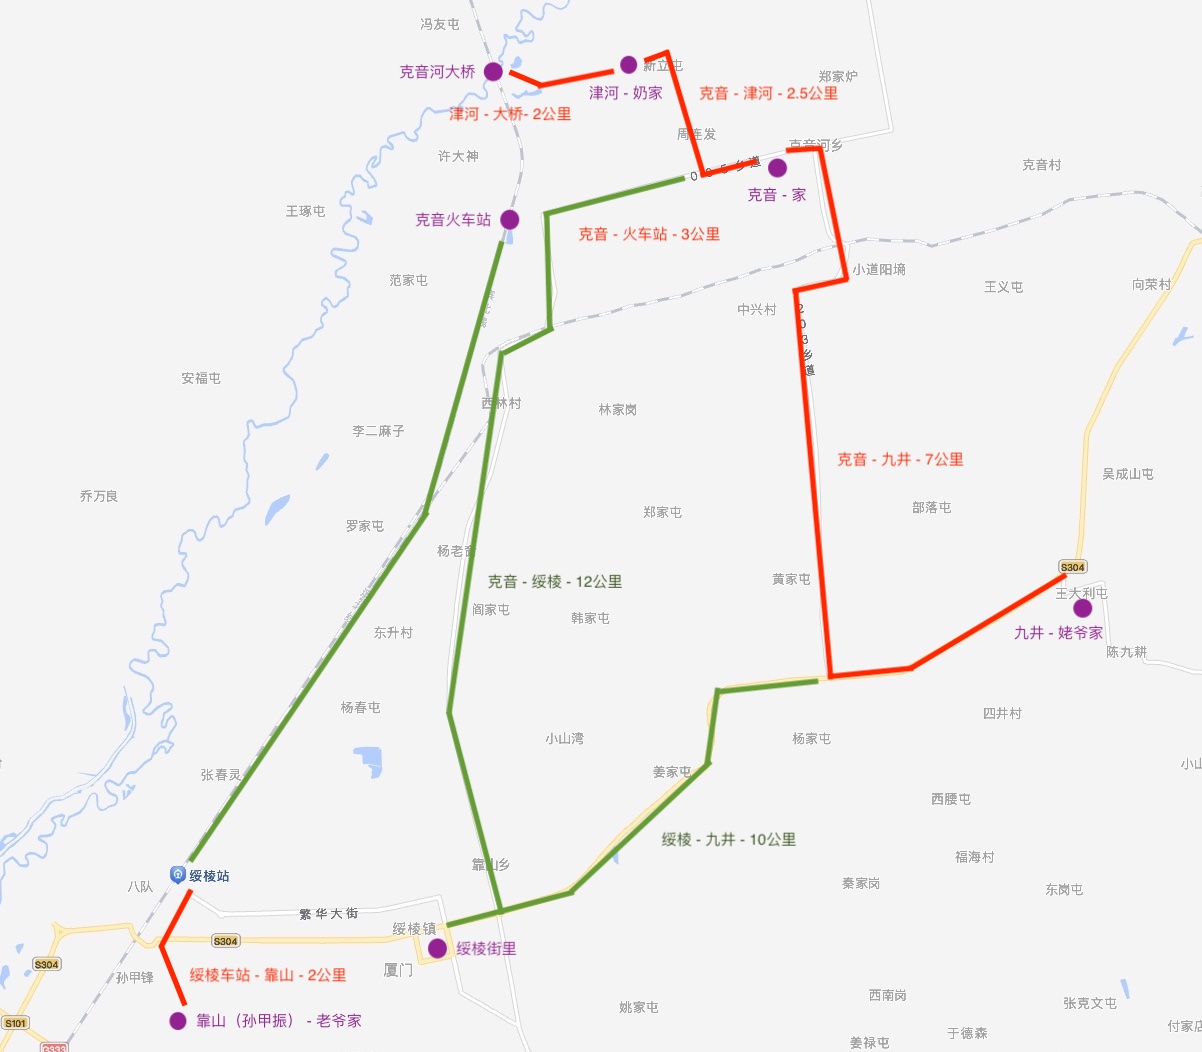 冯友屯
克音河大桥
新立屯
郑家炉
津河 - 奶家
克音 - 津河 - 2.5公里
津河 - 大桥- 2公里
周连发
克音河乡
许大神
005乡道
克音村
克音 - 家
王琢屯
克音火车站
克音 - 火车站 - 3公里
范家屯
小道阳墒
王义屯
向荣村
中兴村
203乡道
安福屯
西林村
林家岗
李二麻子
克音 - 九井 - 7公里
吴成山屯
乔万良
罗家屯
郑家屯
部落屯
杨老
克音 - 绥棱 - 12公里
黄家屯
S304
王大利屯
阎家屯
韩家屯
东升村
九井 - 姥爷家
陈九耕
杨春屯
四井村
小山湾
杨家屯
张春灵
姜家屯
小山
西腰屯
绥棱 - 九井 - 10公里
福海村
靠山乡
绥棱站
八队
秦家岗
东岗屯
繁华大街
绥棱镇
S304
绥棱街里
S304
孙甲锋
绥棱车站 - 靠山 - 2公里
厦门
西南岗
姚家屯
张克文屯
S101
靠山（孙甲振） - 老爷家
付家店
于德森
姜禄屯
G333